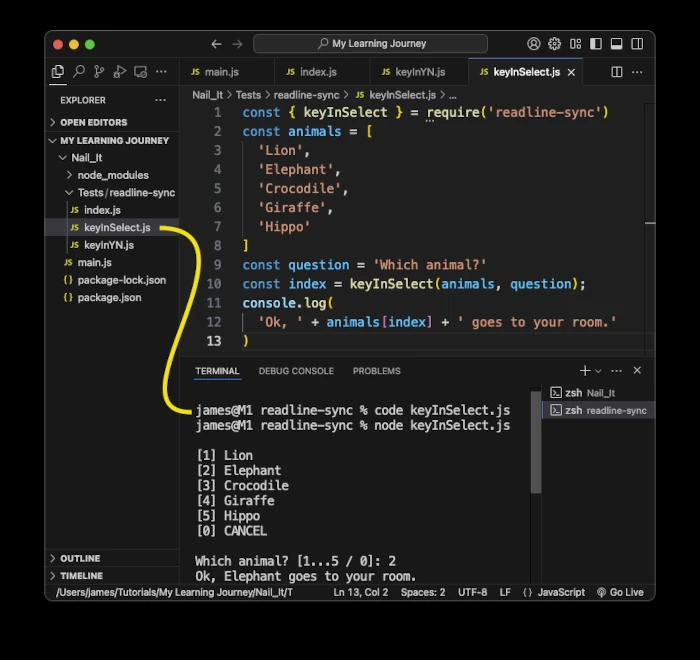 My Learning Journey
main.js
index.js
keyInYN.js
keyInSelect.js
EXPLORER
OPEN EDITORS
MY LEARNING JOURNEY
Nail_It
node_modules
Tests / readline-sync
index.js
keyInSelect.js
keyInYN.js
main.js
package-lock.json
package.json
OUTLINE
TIMELINE
Nail_It > Tests > readline-sync > JS keyInSelect.js > ...
1 const { keyInSelect } = require('readline-sync')
2 const animals = [
3 'Lion',
4 'Elephant',
5 'Crocodile',
6 'Giraffe',
7 'Hippo'
8 ]
9 const question = 'Which animal?'
10 const index = keyInSelect(animals, question);
11 console.log(
12 'Ok, ' + animals[index] + ' goes to your room.'
13 )
TERMINAL DEBUG CONSOLE PROBLEMS
james@M1 readline-sync % code keyInSelect.js
james@M1 readline-sync % node keyInSelect.js
[1] Lion
[2] Elephant
[3] Crocodile
[4] Giraffe
[5] Hippo
[0] CANCEL
Which animal? [1...5 / 0]: 2
Ok, Elephant goes to your room.
zsh Nail_It
zsh readline-sync
/Users/james/Tutorials/My Learning Journey/Nail_It/T Ln 13, Col 2 Spaces: 2 UTF-8 LF {} JavaScript Go Live